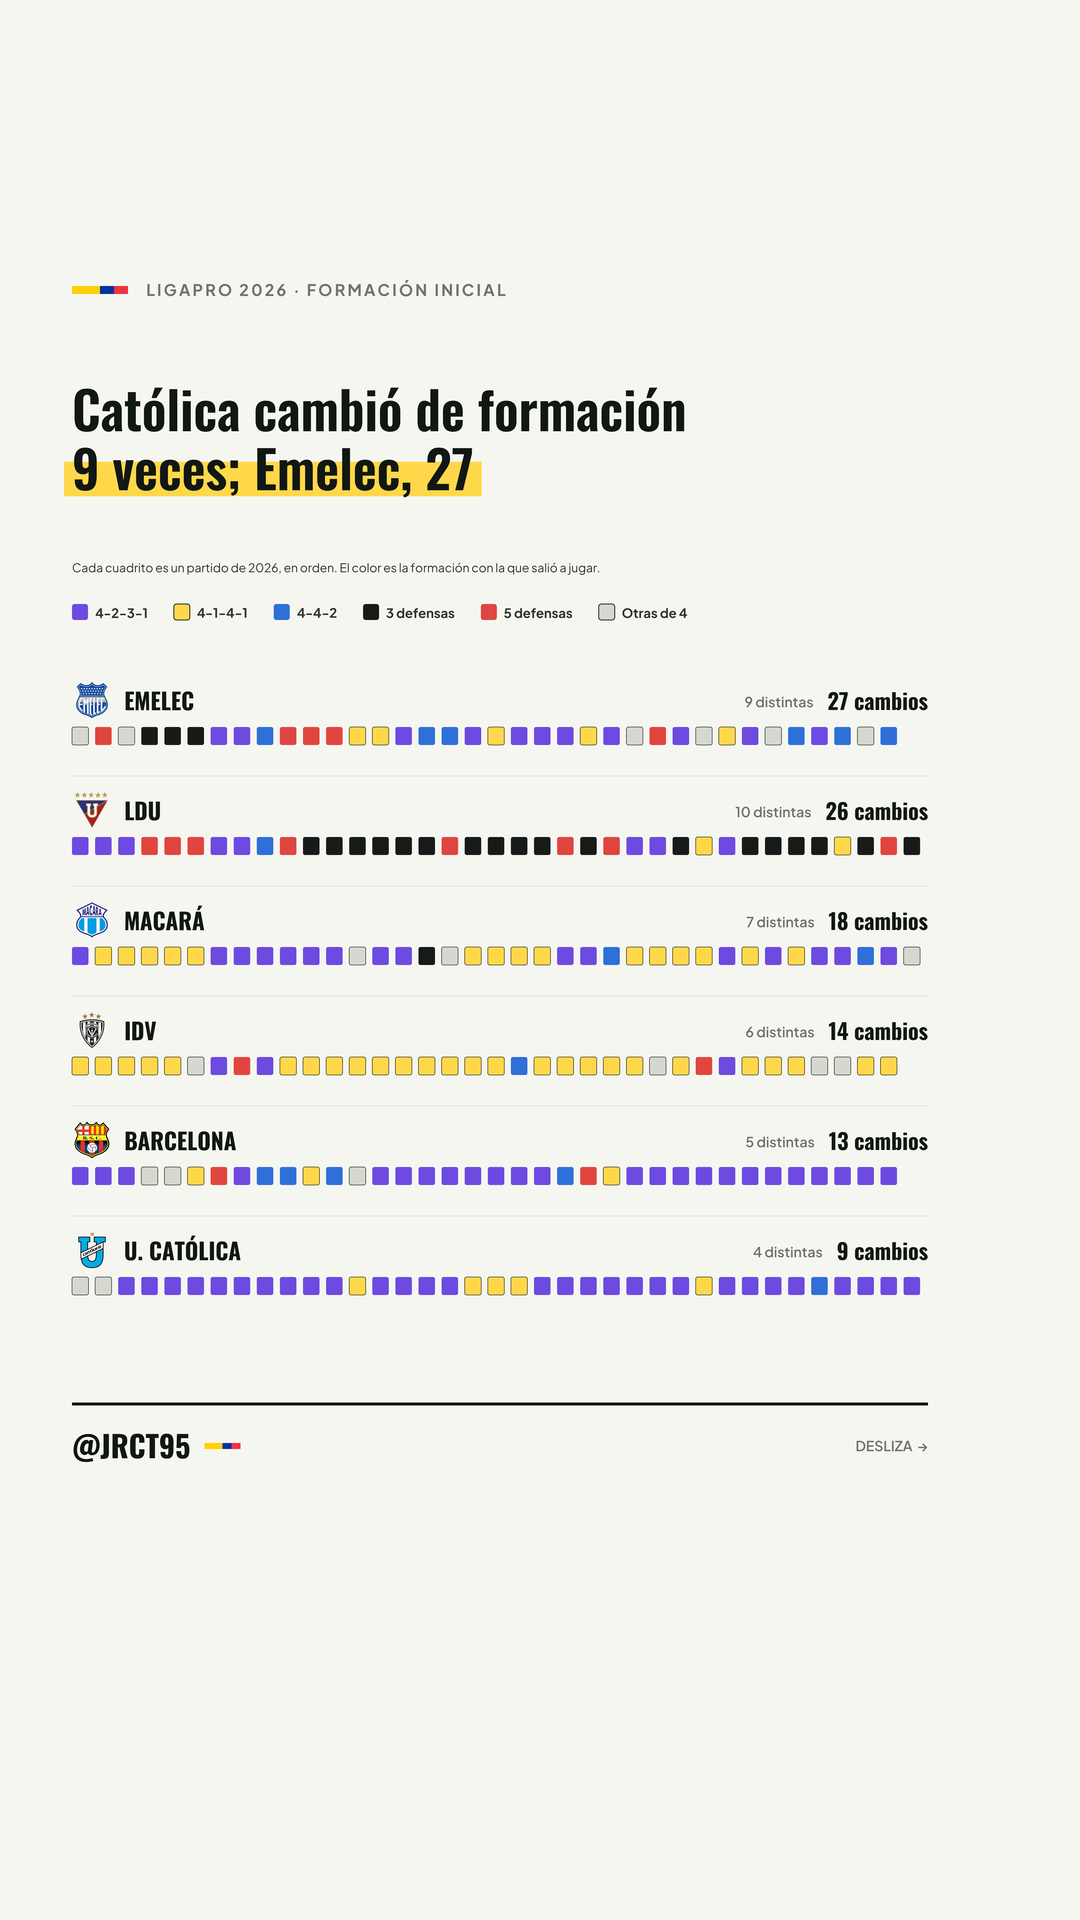 LIGAPRO 2026 · FORMACIÓN INICIAL
Católica cambió de formación
9 veces; Emelec, 27
Cada cuadrito es un partido de 2026, en orden. El color es la formación con la que salió a jugar.
4-2-3-1 4-1-4-1 4-4-2 3 defensas 5 defensas Otras de 4
EMELEC
EMELEC 9 distintas 27 cambios
U
LDU 10 distintas 26 cambios
MACARÁ
MACARÁ 7 distintas 18 cambios
IDV 6 distintas 14 cambios
B.S.C.
BARCELONA 5 distintas 13 cambios
U. CATÓLICA 4 distintas 9 cambios
@JRCT95
DESLIZA →